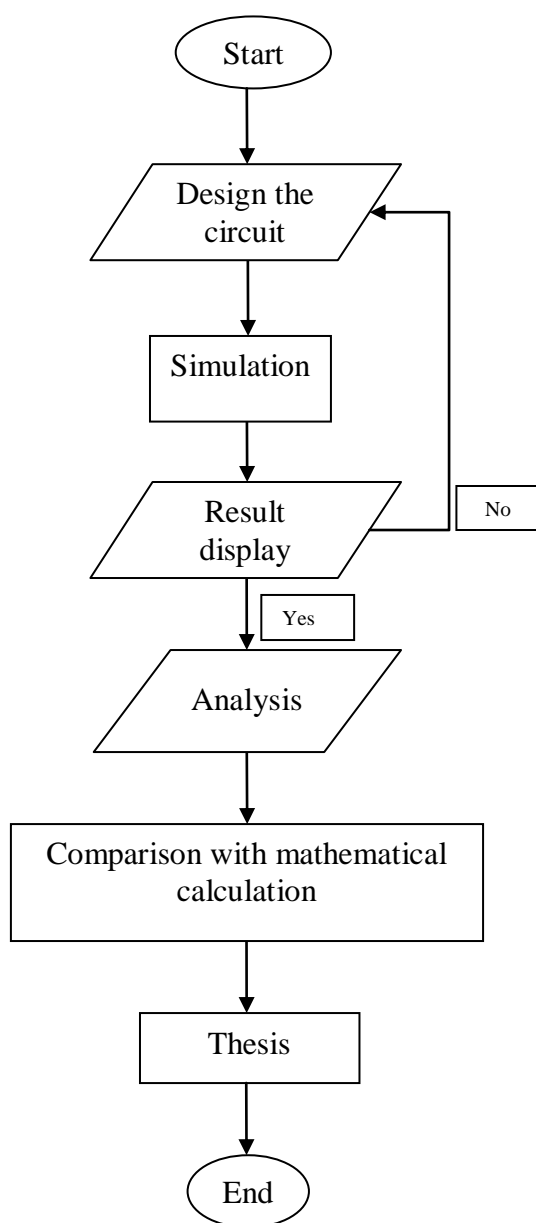 Start
Design the
circuit
Simulation
Result
display
No
Yes
Analysis
Comparison with mathematical
calculation
Thesis
End